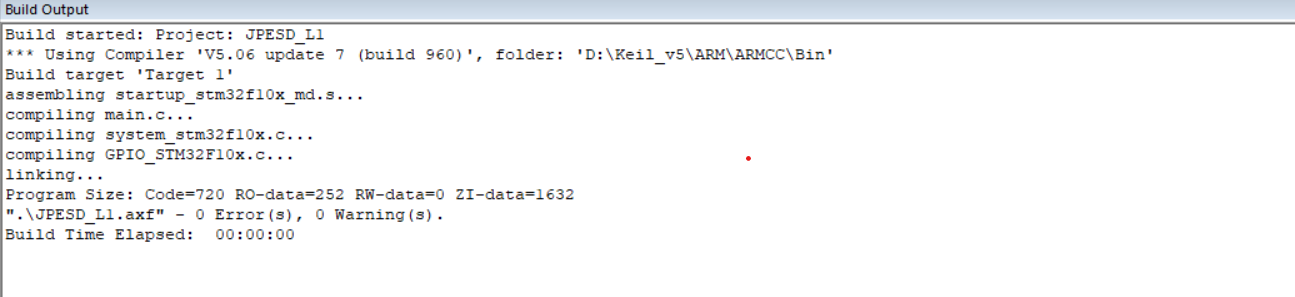 Build Output
Build started: Project: JPESD_L1
*** Using Compiler 'V5.06 update 7 (build 960)', folder: 'D:\Keil_v5\ARM\ARMCC\Bin'
Build target 'Target 1'
assembling startup_stm32f10x_md.s...
compiling main.c...
compiling system_stm32f10x.c...
compiling GPIO_STM32F10x.c...
linking...
Program Size: Code=720 RO-data=252 RW-data=0 ZI-data=1632
".\JPESD_L1.axf" - 0 Error(s), 0 Warning(s).
Build Time Elapsed:  00:00:00